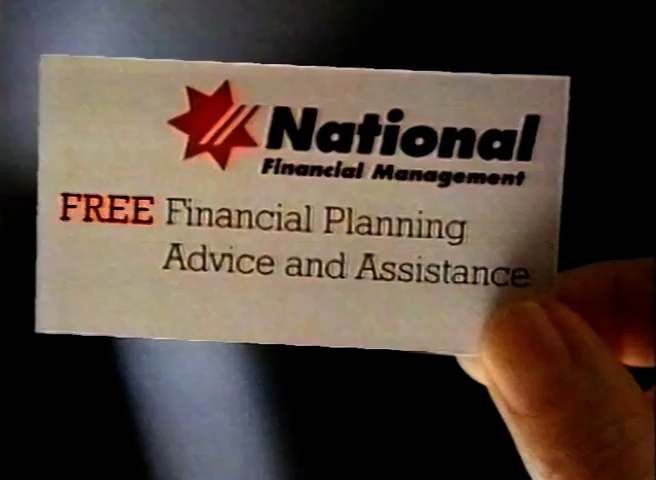 National
Financial Management
FREE Financial Planning
Advice and Assistance